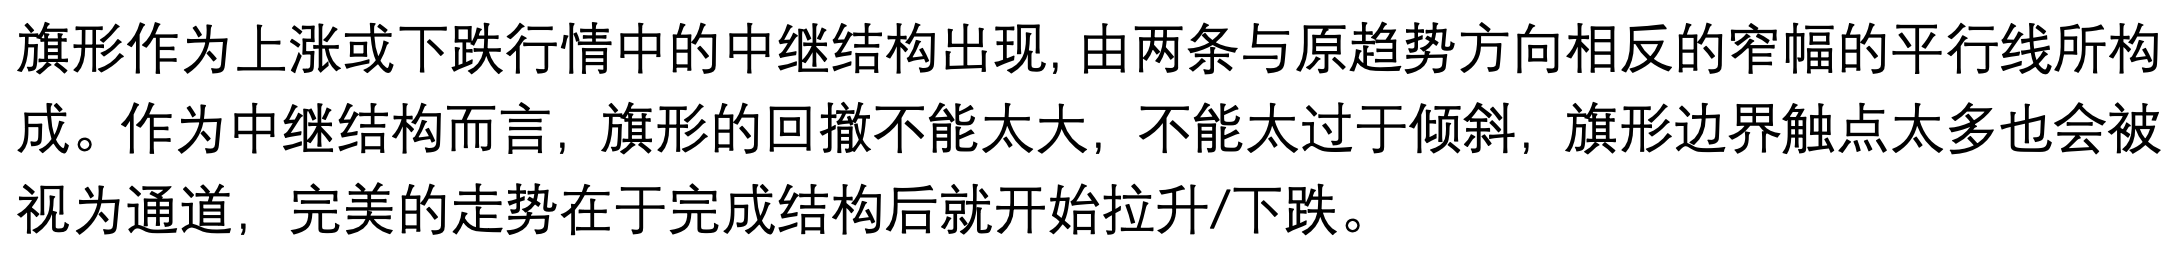 旗形作为上涨或下跌行情中的中继结构出现,由两条与原趋势方向相反的窄幅的平行线所构
成。作为中继结构而言,旗形的回撤不能太大,不能太过于倾斜,旗形边界触点太多也会被
视为通道,完美的走势在于完成结构后就开始拉升/下跌。